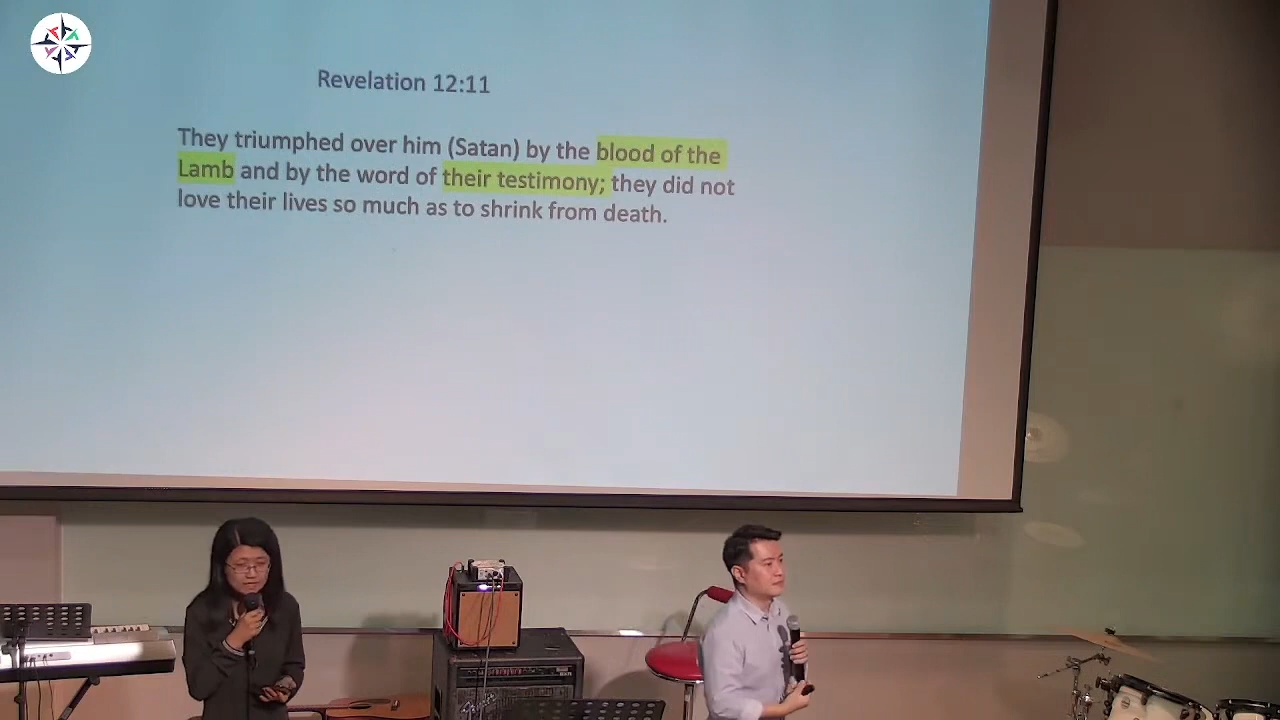 Revelation 12:11
They triumphed over him (Satan) by the blood of the
Lamb and by the word of their testimony; they did not
love their lives so much as to shrink from death.